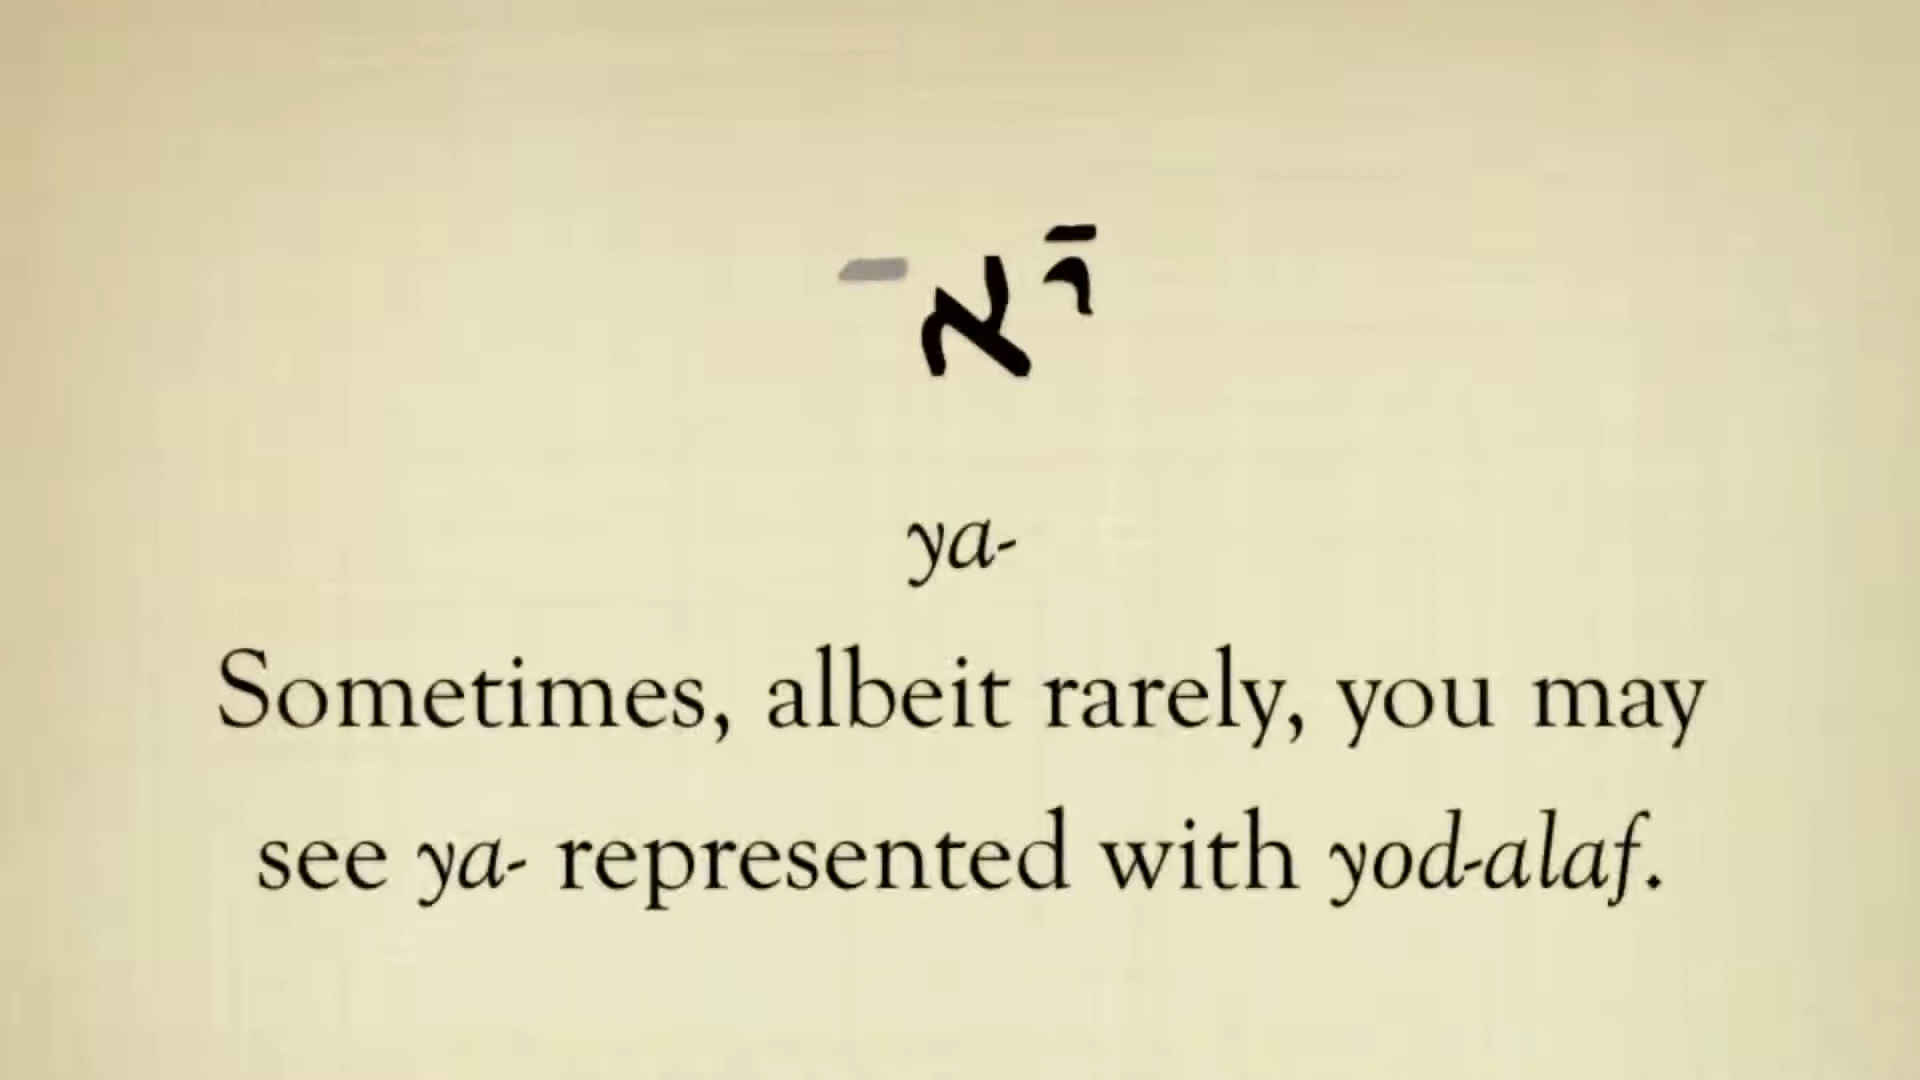 יַא־
ya-
Sometimes, albeit rarely, you may
see ya- represented with yod-alaf.